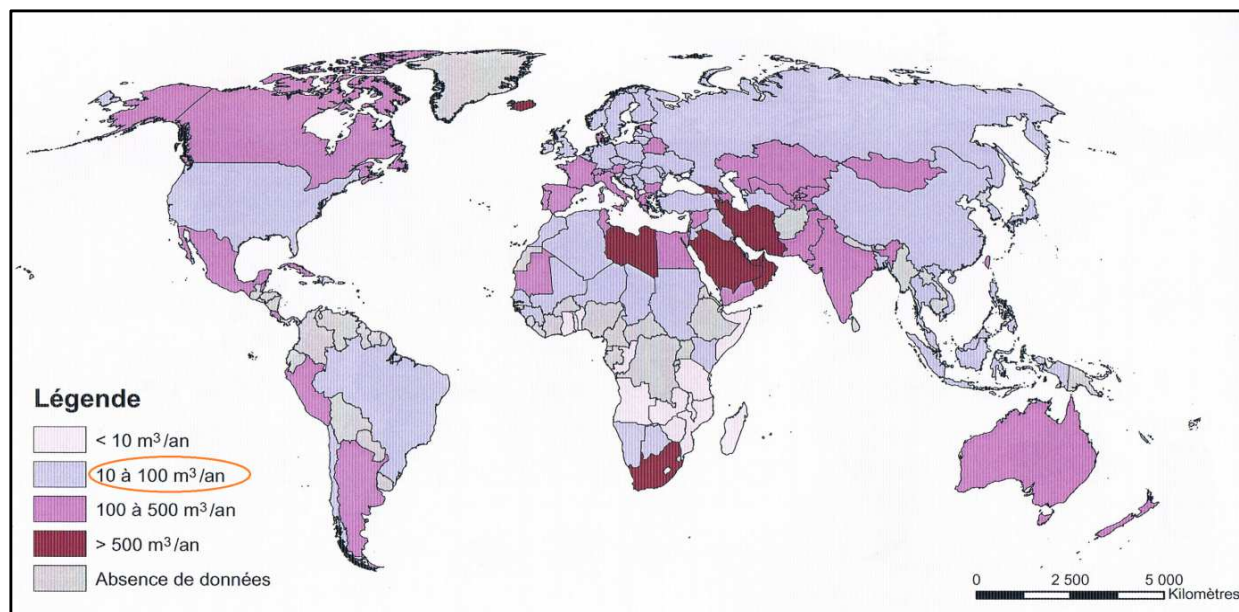 Légende
< 10 m³/an
10 à 100 m³/an
100 à 500 m³/an
> 500 m³/an
Absence de données
0 2 500 5 000
Kilomètres